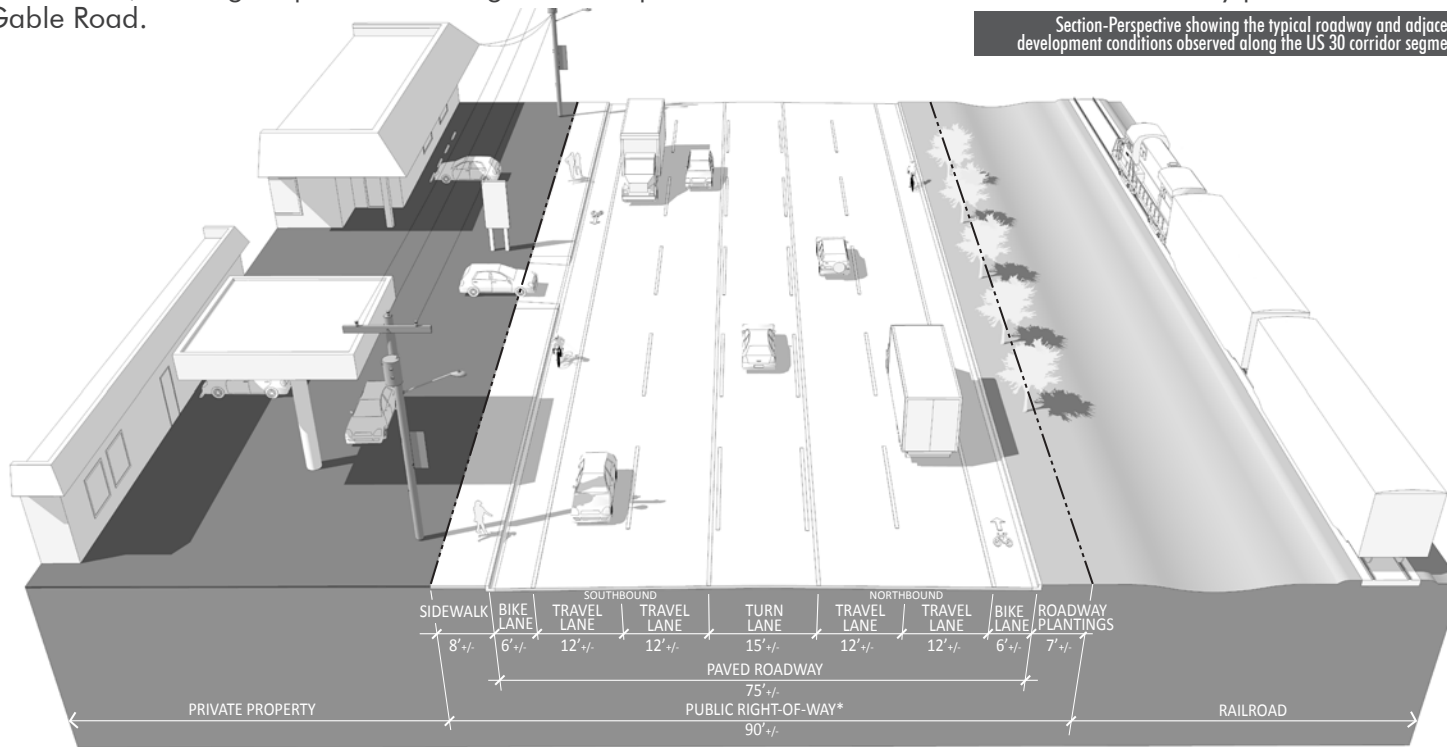 Gable Road.
Section-Perspective showing the typical roadway and adjace
development conditions observed along the US 30 corridor segme
SOUTHBOUND
NORTHBOUND
SIDEWALK
BIKE
LANE
TRAVEL
LANE
TRAVEL
LANE
TURN
LANE
TRAVEL
LANE
TRAVEL
LANE
BIKE
LANE
ROADWAY
PLANTINGS
8'+/-
6'+/-
12'+/-
12'+/-
15'+/-
12'+/-
12'+/-
6'+/-
7'+/-
PAVED ROADWAY
75'+/-
PRIVATE PROPERTY
PUBLIC RIGHT-OF-WAY*
RAILROAD
90'+/-